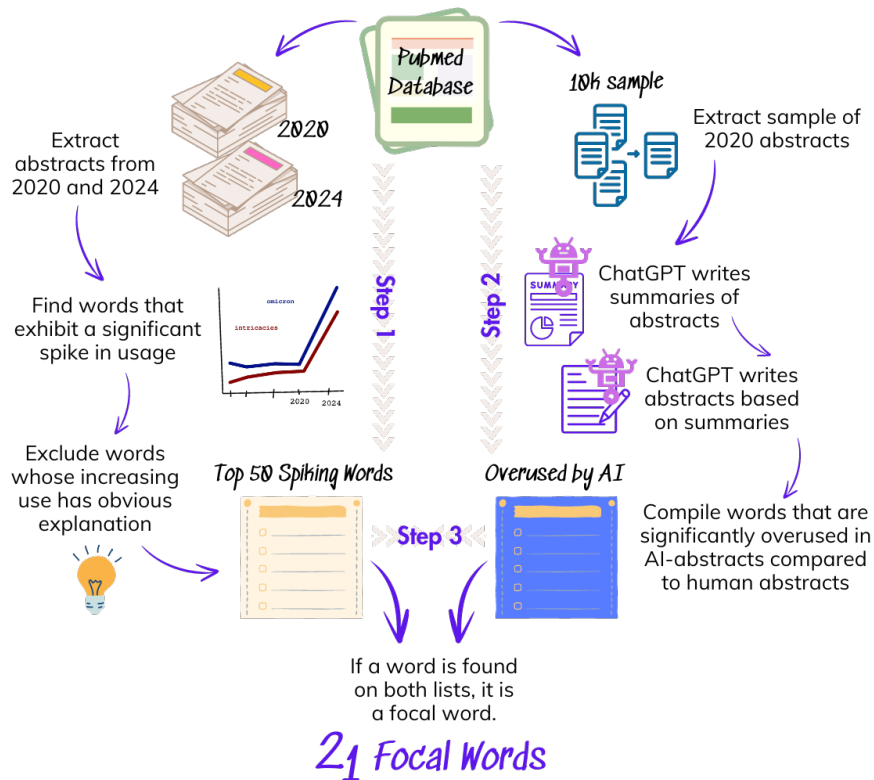 Pubmed
Database
2020
2024
Extract
abstracts from
2020 and 2024
Find words that
exhibit a significant
spike in usage
omicron
intricacies
2020 2024
Exclude words
whose increasing
use has obvious
explanation
Step 1
Top 50 Spiking Words
10k sample
Extract sample of
2020 abstracts
Step 2
SUMMARY
ChatGPT writes
summaries of
abstracts
ChatGPT writes
abstracts based
on summaries
Compile words that are
significantly overused in
AI-abstracts compared
to human abstracts
Overused by AI
Step 3
If a word is found
on both lists, it is
a focal word.
21 Focal Words